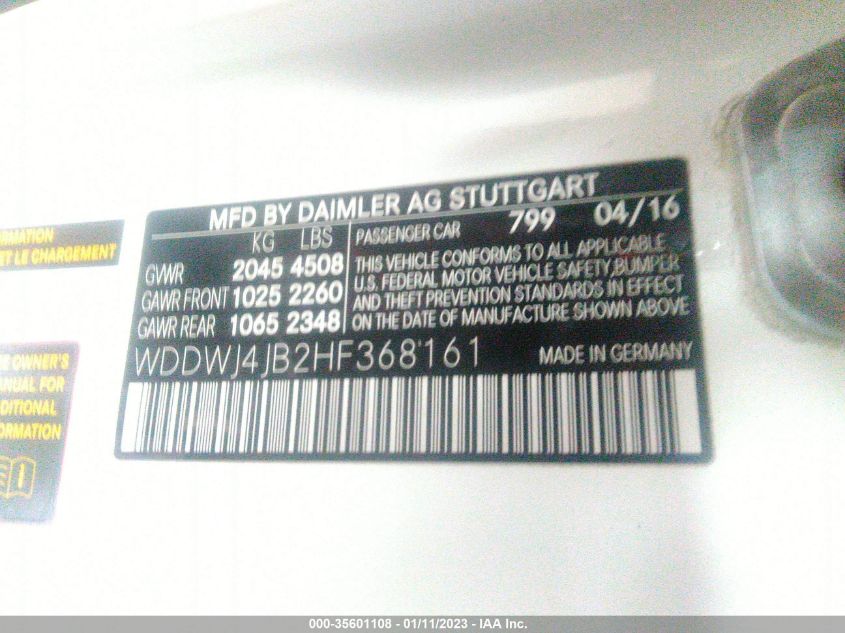 RMATION
ET LE CHARGEMENT
MFD BY DAIMLER AG STUTTGART
KG LBS PASSENGER CAR 799 04/16
GVWR 2045 4508 THIS VEHICLE CONFORMS TO ALL APPLICABLE
U.S. FEDERAL MOTOR VEHICLE SAFETY, BUMPER
GAWR FRONT 1025 2260 AND THEFT PREVENTION STANDARDS IN EFFECT
GAWR REAR 1065 2348 ON THE DATE OF MANUFACTURE SHOWN ABOVE
WDDWJ4JB2HF368161 MADE IN GERMANY
OWNER'S
ANUAL FOR
DITIONAL
ORMATION
000-35601108 - 01/11/2023 - IAA Inc.